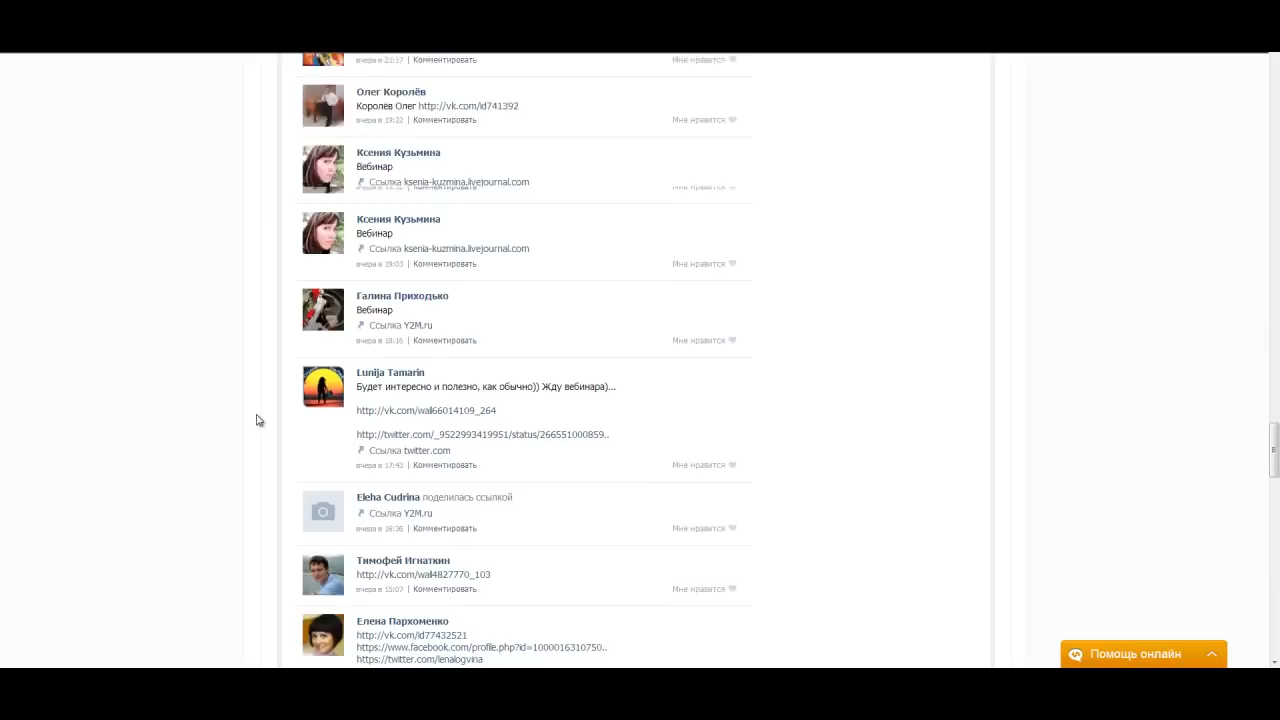 вчера в 21:17 | Комментировать Мне нравится
Олег Королёв
Королёв Олег http://vk.com/id741392
вчера в 19:22 | Комментировать Мне нравится
Ксения Кузьмина
Вебинар
Ссылка ksenia-kuzmina.livejournal.com
Комментировать Мне нравится
Ксения Кузьмина
Вебинар
Ссылка ksenia-kuzmina.livejournal.com
вчера в 19:03 | Комментировать Мне нравится
Галина Приходько
Вебинар
Ссылка Y2M.ru
вчера в 18:16 | Комментировать Мне нравится
Lunija Tamarin
Будет интересно и полезно, как обычно)) Жду вебинара)...
http://vk.com/wall66014109_264
http://twitter.com/_9522993419951/status/266551000859..
Ссылка twitter.com
вчера в 17:43 | Комментировать Мне нравится
Eleha Cudrina поделилась ссылкой
Ссылка Y2M.ru
вчера в 16:36 | Комментировать Мне нравится
Тимофей Игнаткин
http://vk.com/wall4827770_103
вчера в 15:07 | Комментировать Мне нравится
Елена Пархоменко
http://vk.com/id77432521
https://www.facebook.com/profile.php?id=1000016310750..
https://twitter.com/lenalogvina
Помощь онлайн